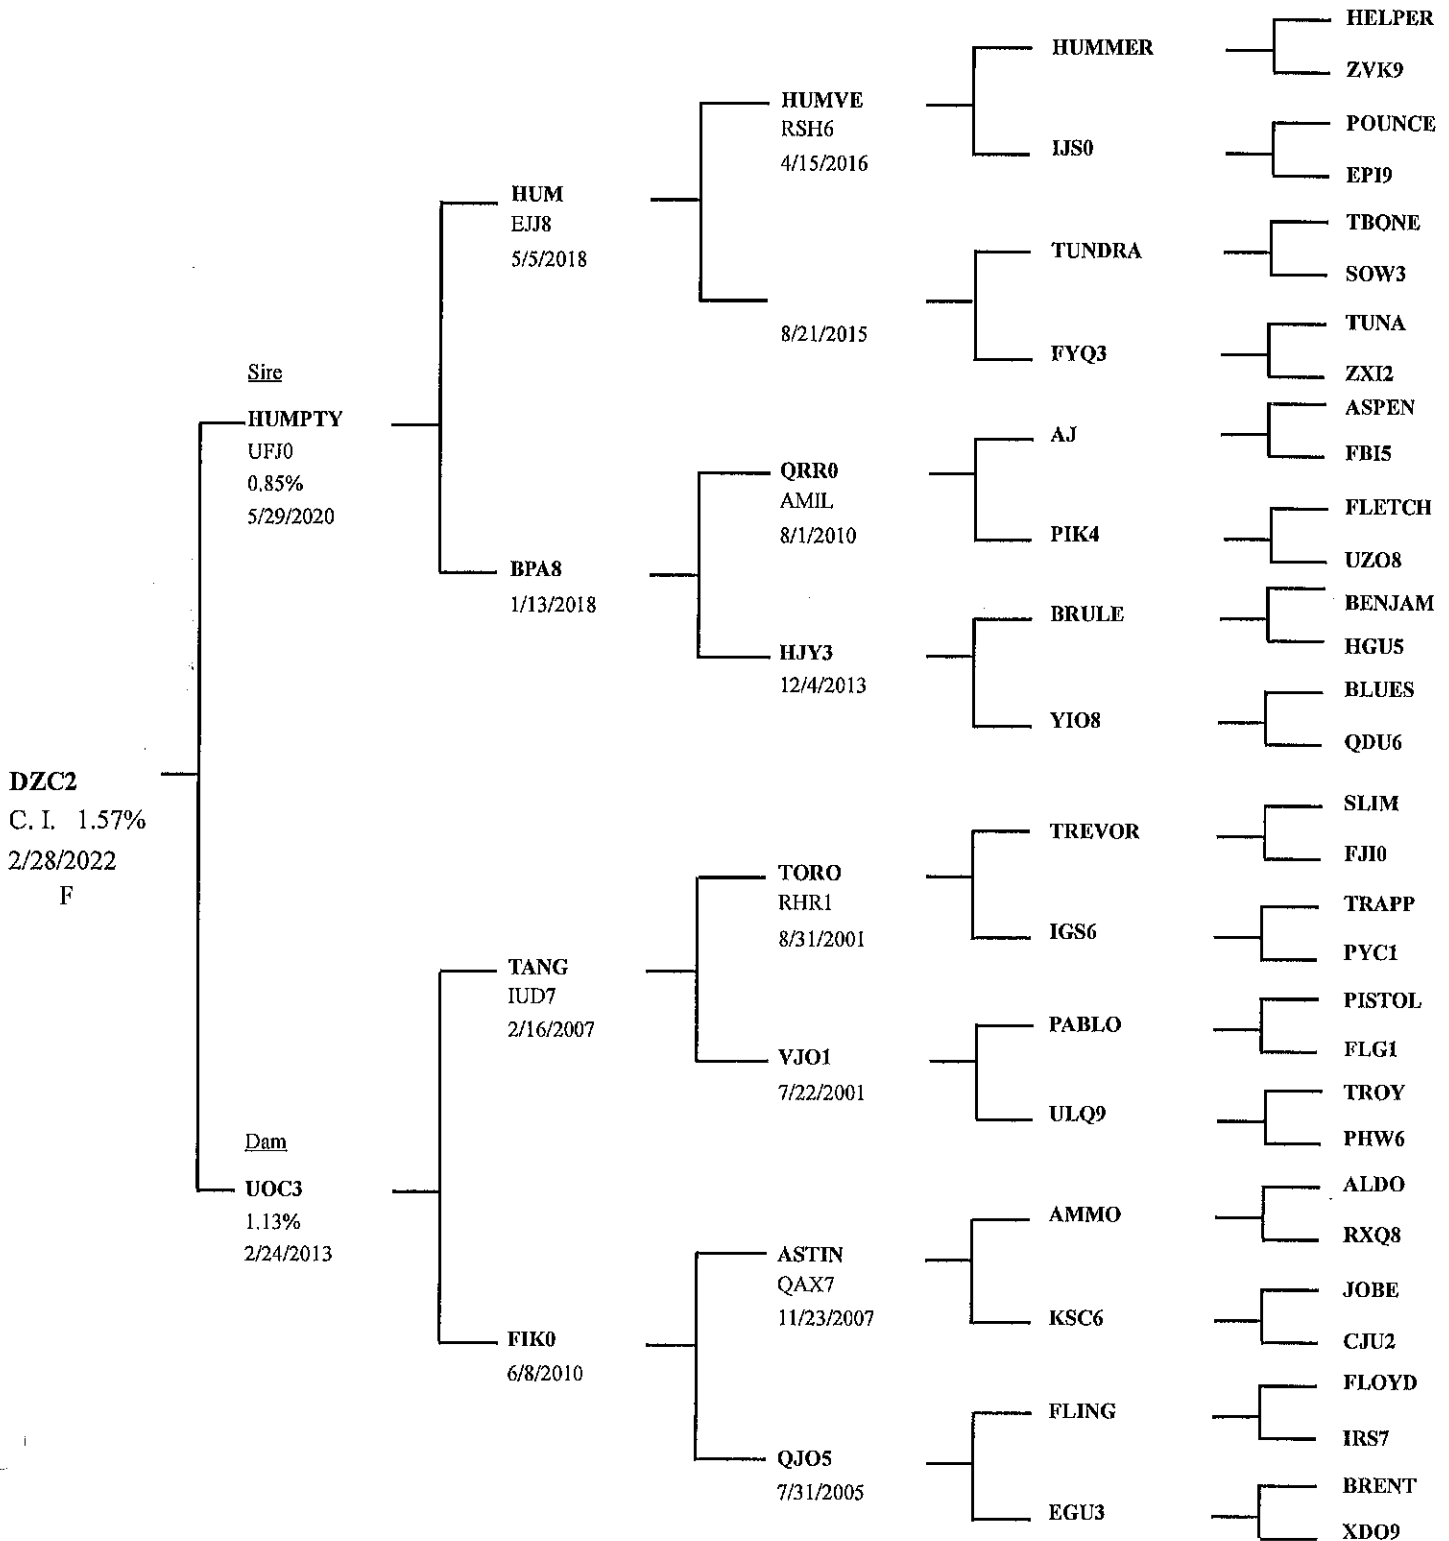 DZC2
C. I. 1.57%
2/28/2022
F
Sire
HUMPTY
UFJ0
0.85%
5/29/2020
Dam
UOC3
1.13%
2/24/2013
HUM
EJJ8
5/5/2018
BPA8
1/13/2018
TANG
IUD7
2/16/2007
FIK0
6/8/2010
HUMVE
RSH6
4/15/2016
8/21/2015
QRR0
AMIL
8/1/2010
HJY3
12/4/2013
TORO
RHR1
8/31/2001
VJO1
7/22/2001
ASTIN
QAX7
11/23/2007
QJO5
7/31/2005
HUMMER
IJS0
TUNDRA
FYQ3
AJ
PIK4
BRULE
YIO8
TREVOR
IGS6
PABLO
ULQ9
AMMO
KSC6
FLING
EGU3
HELPER
ZVK9
POUNCE
EPI9
TBONE
SOW3
TUNA
ZXI2
ASPEN
FBI5
FLETCH
UZO8
BENJAM
HGU5
BLUES
QDU6
SLIM
FJI0
TRAPP
PYC1
PISTOL
FLG1
TROY
PHW6
ALDO
RXQ8
JOBE
CJU2
FLOYD
IRS7
BRENT
XDO9